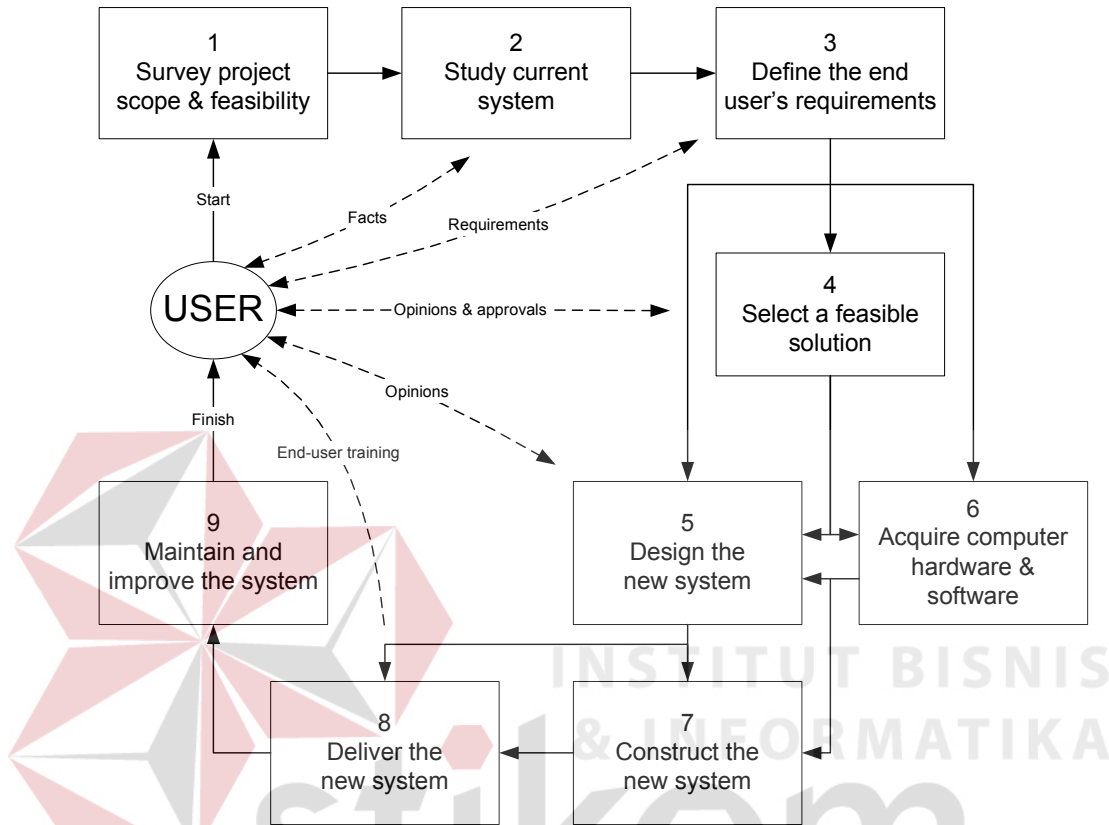 1
Survey project
scope & feasibility
2
Study current
system
3
Define the end
user's requirements
Start
Facts
Requirements
USER
Opinions & approvals
4
Select a feasible
solution
Opinions
Finish
End-user training
9
Maintain and
improve the system
5
Design the
new system
6
Acquire computer
hardware &
software
INSTITUT BISNIS
& INFORMATIKA
8
Deliver the
new system
7
Construct the
new system
stikom